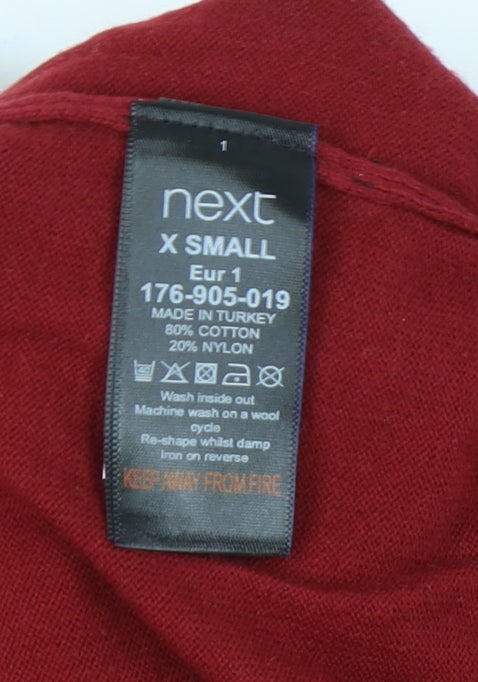 1
next
X SMALL
Eur 1
176-905-019
MADE IN TURKEY
80% COTTON
20% NYLON
40
Wash inside out
Machine wash on a wool
cycle
Re-shape whilst damp
Iron on reverse
KEEP AWAY FROM FIRE